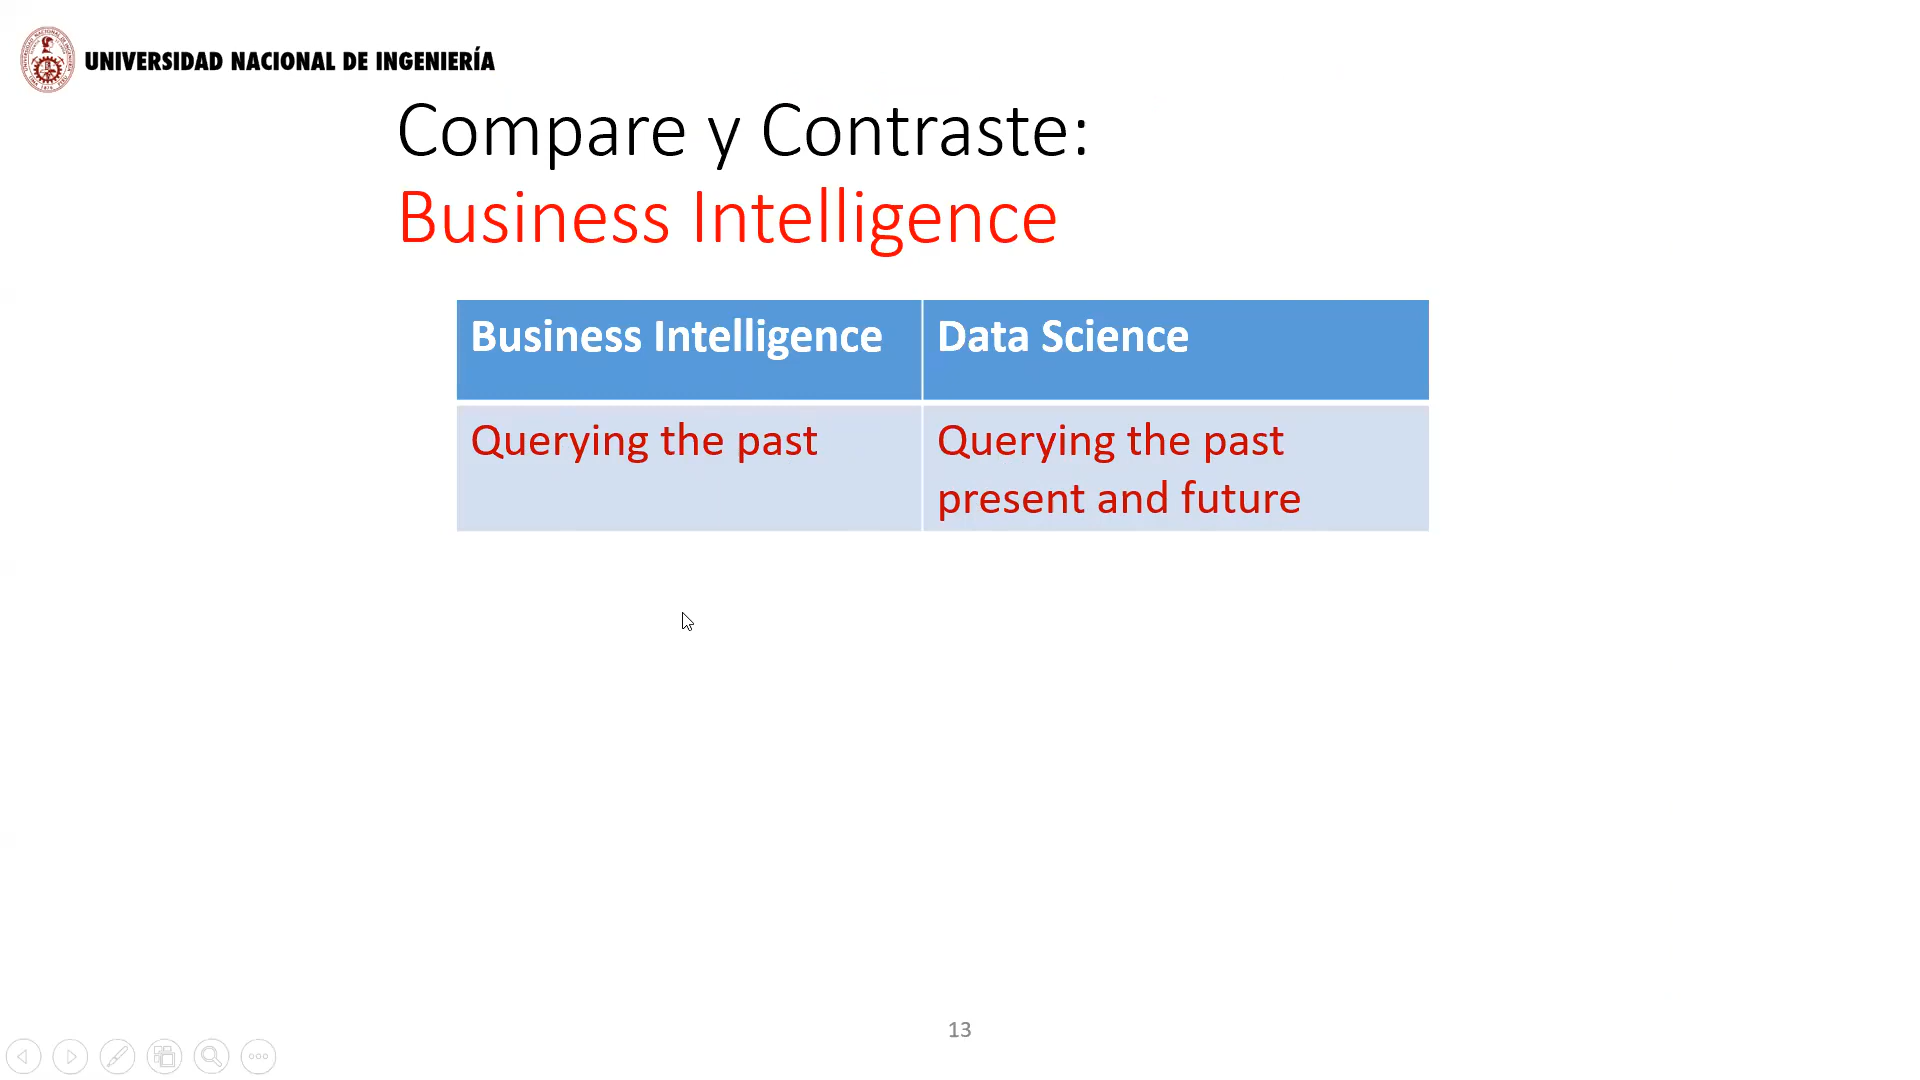 UNIVERSIDAD NACIONAL DE INGENIERÍA
Compare y Contraste:
Business Intelligence
Business Intelligence
Data Science
Querying the past
Querying the past
present and future
13